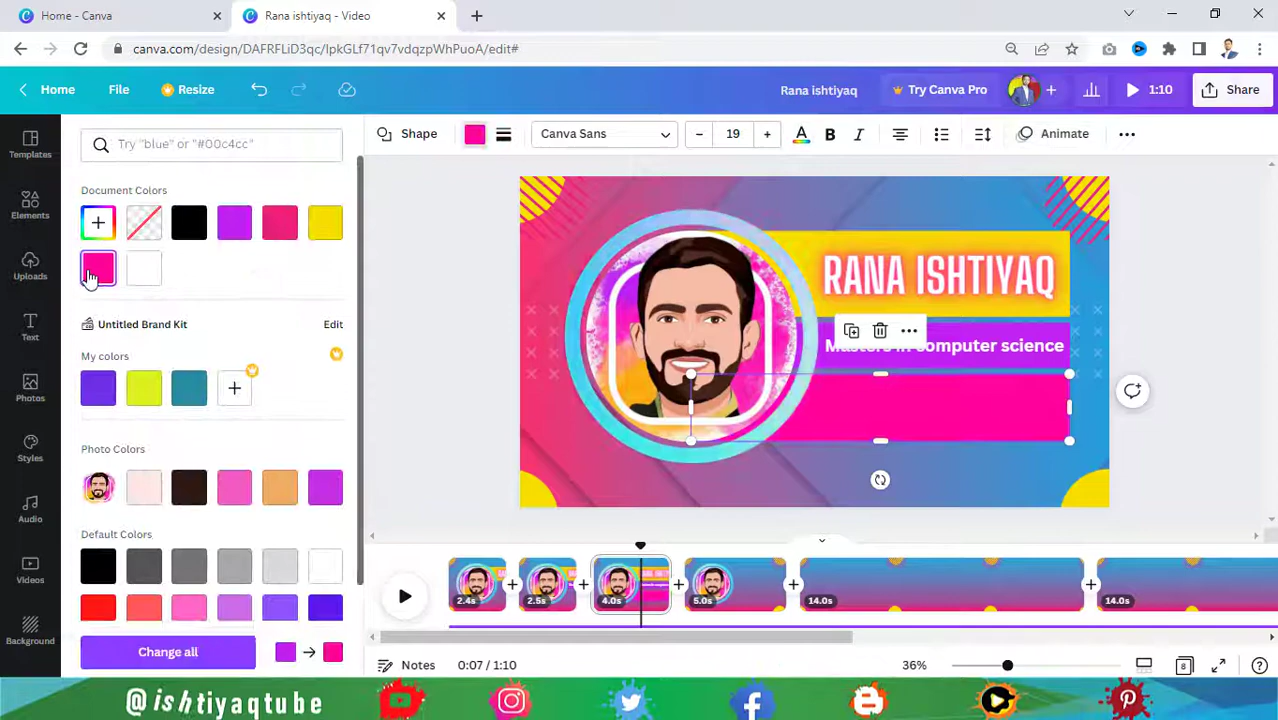 Home - Canva
Rana ishtiyaq - Video
canva.com/design/DAFRFLiD3qc/IpkGLf71qv7vdqzpWhPuoA/edit#
Home
File
Resize
Rana ishtiyaq
Try Canva Pro
1:10
Share
Templates
Elements
Uploads
Text
Photos
Styles
Audio
Videos
Background
Try "blue" or "#00c4cc"
Document Colors
Untitled Brand Kit
Edit
My colors
Photo Colors
Default Colors
Change all
Shape
Canva Sans
19
B
I
Animate
RANA ISHTIYAQ
Masters in computer science
2.4s
2.5s
4.0s
5.0s
14.0s
14.0s
Notes
0:07 / 1:10
36%
8
@ishtiyaqtube